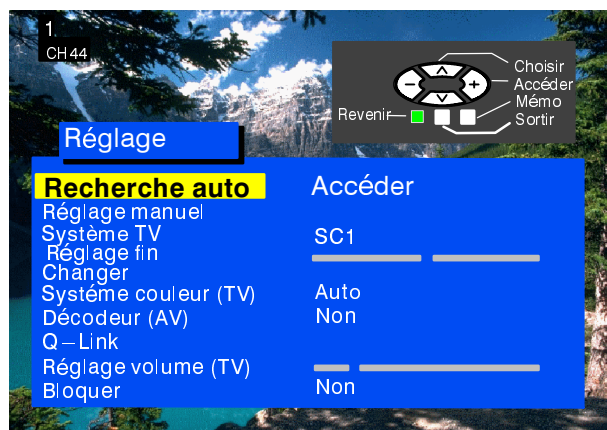 1.
CH44
Choisir
Accéder
Mémo
Revenir
Sortir
Réglage
Recherche auto Accéder
Réglage manuel
Système TV SC1
Réglage fin
Changer
Systéme couleur (TV) Auto
Décodeur (AV) Non
Q–Link
Réglage volume (TV)
Bloquer Non